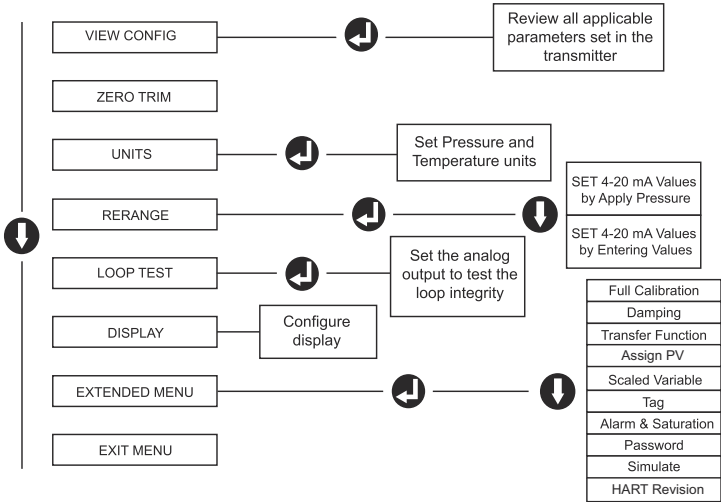 VIEW CONFIG
Review all applicable
parameters set in the
transmitter
ZERO TRIM
UNITS
Set Pressure and
Temperature units
RERANGE
SET 4-20 mA Values
by Apply Pressure
SET 4-20 mA Values
by Entering Values
LOOP TEST
Set the analog
output to test the
loop integrity
DISPLAY
Configure
display
EXTENDED MENU
Full Calibration
Damping
Transfer Function
Assign PV
Scaled Variable
Tag
Alarm & Saturation
Password
Simulate
HART Revision
EXIT MENU